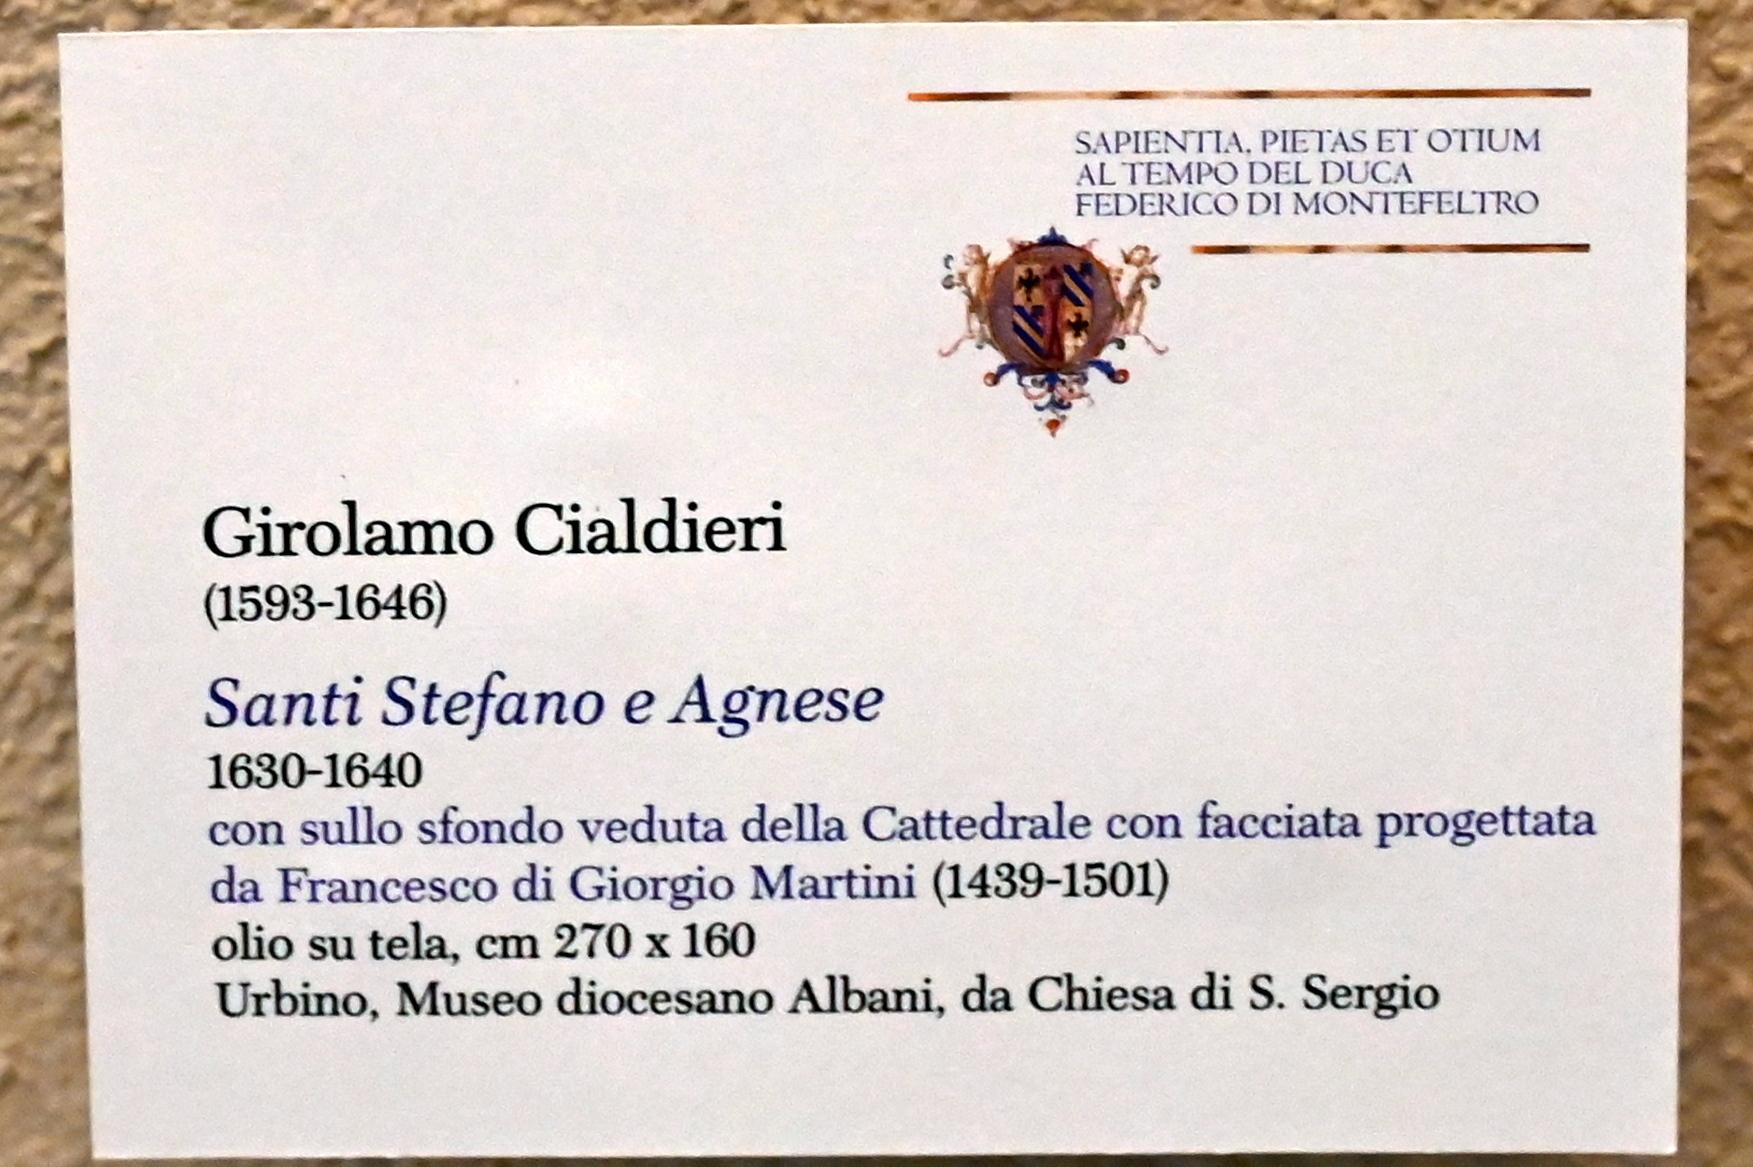 SAPIENTIA, PIETAS ET OTIUM
AL TEMPO DEL DUCA
FEDERICO DI MONTEFELTRO
Girolamo Cialdieri
(1593-1646)
Santi Stefano e Agnese
1630-1640
con sullo sfondo veduta della Cattedrale con facciata progettata
da Francesco di Giorgio Martini (1439-1501)
olio su tela, cm 270 x 160
Urbino, Museo diocesano Albani, da Chiesa di S. Sergio